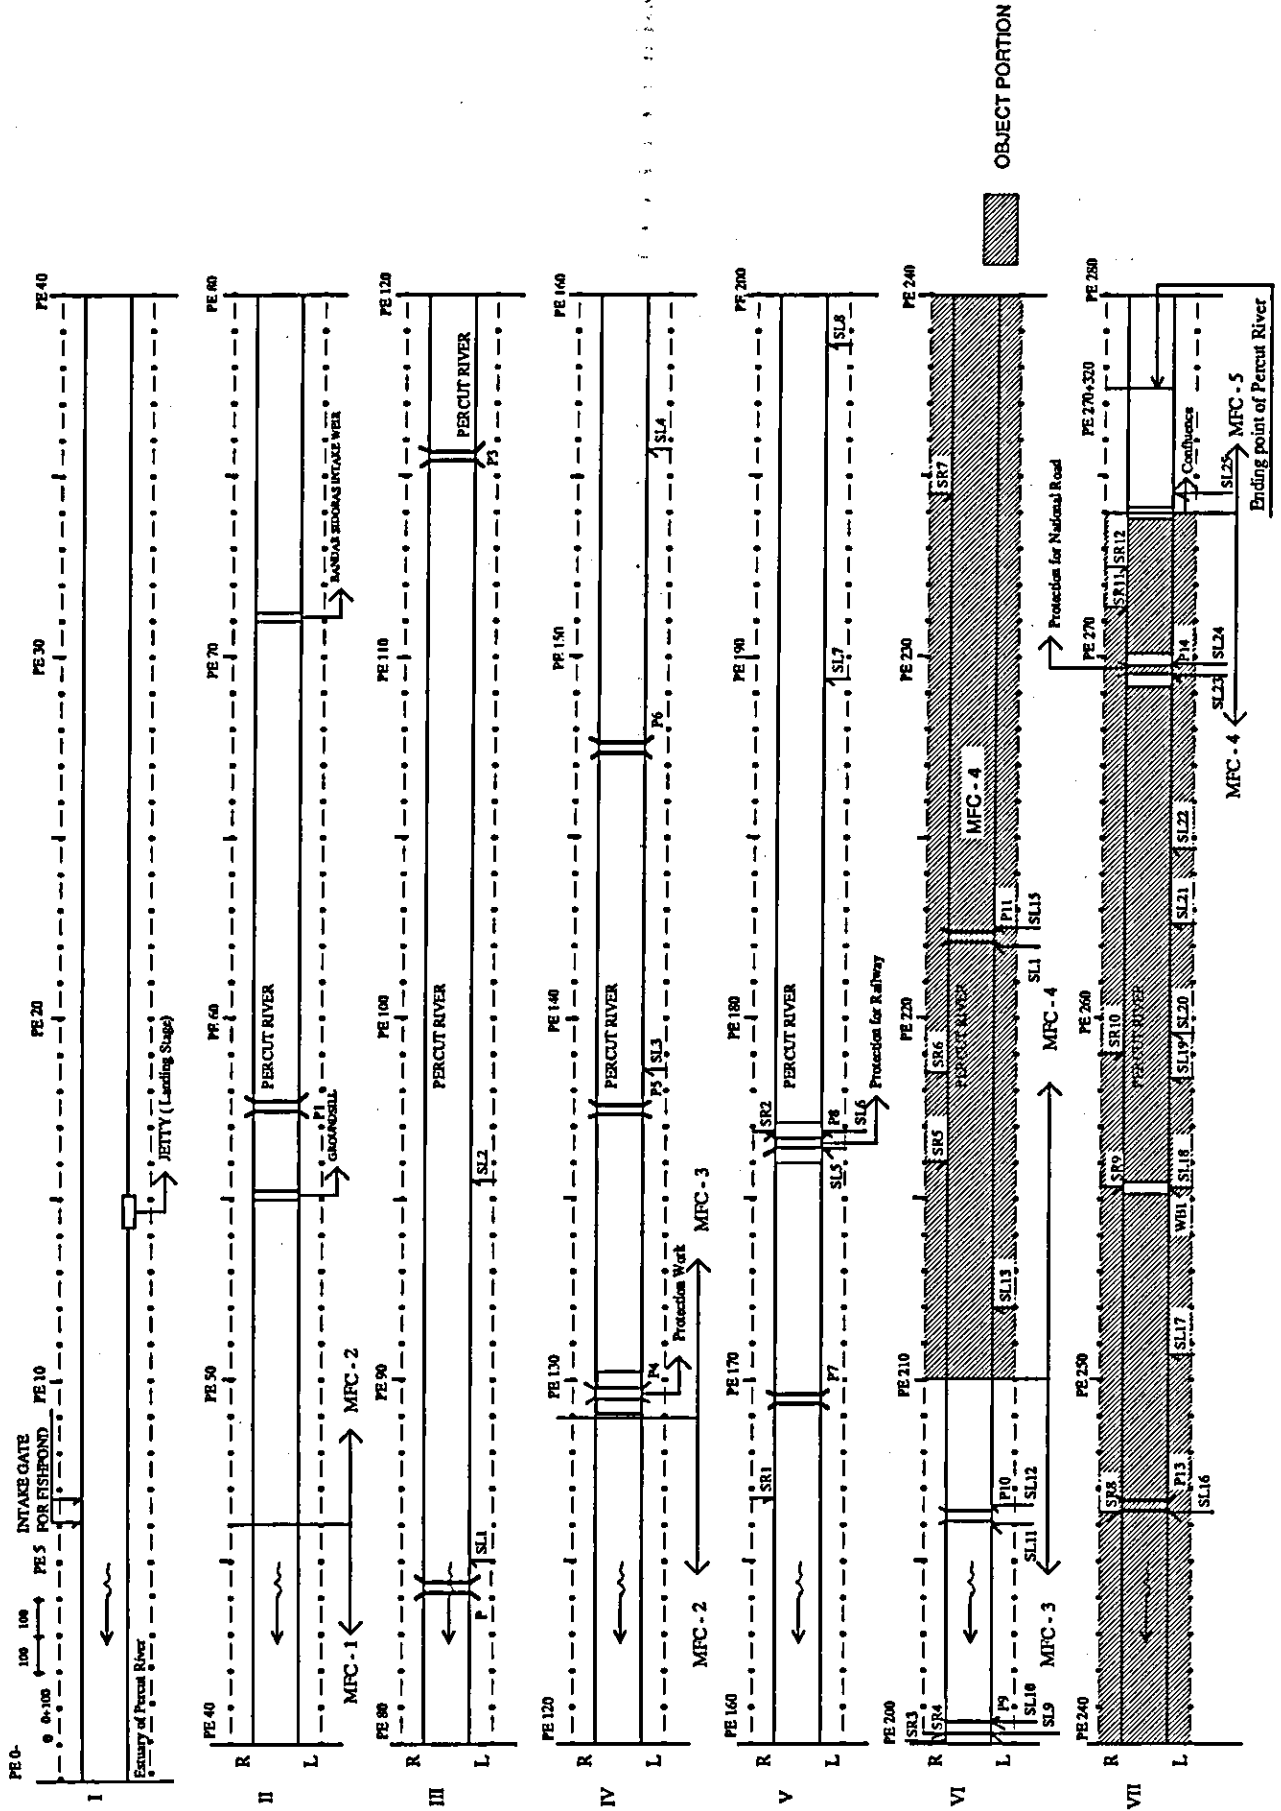 PE 0-
0 0+100
100 100
PE 5
INTAKE GATE
FOR FISHPOND
PE 10
PE 20
PE 30
PE 40
I
Estuary of Percut River
JETTY (Landing Stage)
PE 40
PE 50
PE 60
PE 70
PE 80
R
II
L
PERCUT RIVER
P1
GROUNDSILL
BANDAR SIDORAS INTAKE WEIR
MFC - 1
MFC - 2
PE 80
PE 90
PE 100
PE 110
PE 120
R
III
L
P
SL1
SL2
PERCUT RIVER
PERCUT RIVER
P3
PE 120
PE 130
PE 140
PE 150
PE 160
R
IV
L
PERCUT RIVER
P4
Protection Work
P5
SL3
P6
SL4
MFC - 2
MFC - 3
PE 160
PE 170
PE 180
PE 190
PE 200
R
V
L
SR1
P7
SR2
PERCUT RIVER
SL5
P8
SL6
Protection for Railway
SL7
SL8
PE 200
PE 210
PE 220
PE 230
PE 240
R
VI
L
SR3
SR4
P9
SL10
SL9
P10
SL12
SL11
SL13
SR5
SR6
PERCUT RIVER
P11
SL15
SL1
MFC - 4
SR7
MFC - 3
MFC - 4
OBJECT PORTION
PE 240
PE 250
PE 260
PE 270
PE 270+320
PE 280
R
VII
L
SR8
P13
SL16
SL17
SR9
WB1
SL18
SL19
SL20
SR10
PERCUT RIVER
SL21
SL22
SL23
P14
SL24
Protection for National Road
SR11
SR12
Confluence
SL25
MFC - 4
MFC - 5
Ending point of Percut River